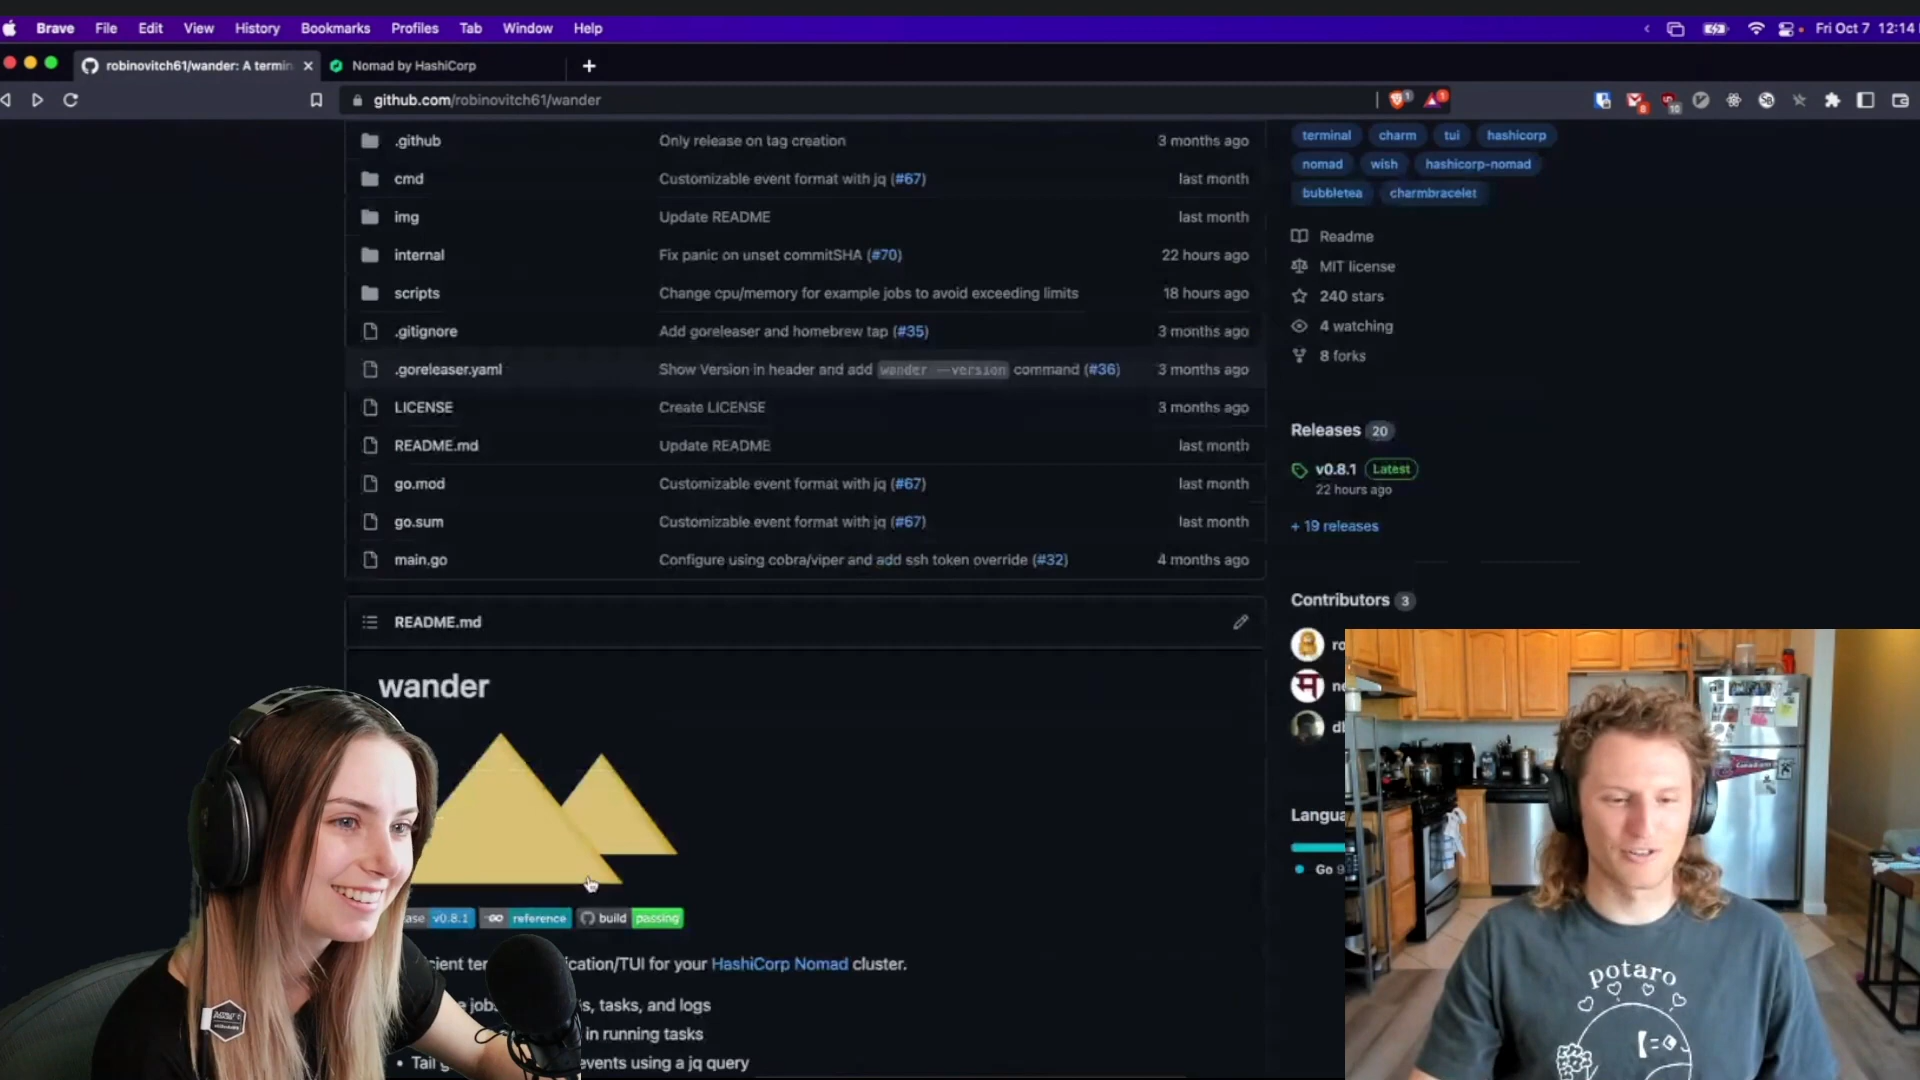 Brave File Edit View History Bookmarks Profiles Tab Window Help Fri Oct 7 12:14
robinovitch61/wander: A termin Nomad by HashiCorp
github.com/robinovitch61/wander
.github Only release on tag creation 3 months ago
cmd Customizable event format with jq (#67) last month
img Update README last month
internal Fix panic on unset commitSHA (#70) 22 hours ago
scripts Change cpu/memory for example jobs to avoid exceeding limits 18 hours ago
.gitignore Add goreleaser and homebrew tap (#35) 3 months ago
.goreleaser.yaml Show Version in header and add wander --version command (#36) 3 months ago
LICENSE Create LICENSE 3 months ago
README.md Update README last month
go.mod Customizable event format with jq (#67) last month
go.sum Customizable event format with jq (#67) last month
main.go Configure using cobra/viper and add ssh token override (#32) 4 months ago
README.md
wander
v0.8.1 reference build passing
for your HashiCorp Nomad cluster.
tasks, and logs
in running tasks
• Tail events using a jq query
terminal charm tui hashicorp
nomad wish hashicorp-nomad
bubbletea charmbracelet
Readme
MIT license
240 stars
4 watching
8 forks
Releases 20
v0.8.1 Latest
22 hours ago
+ 19 releases
Contributors 3
Go
potaro